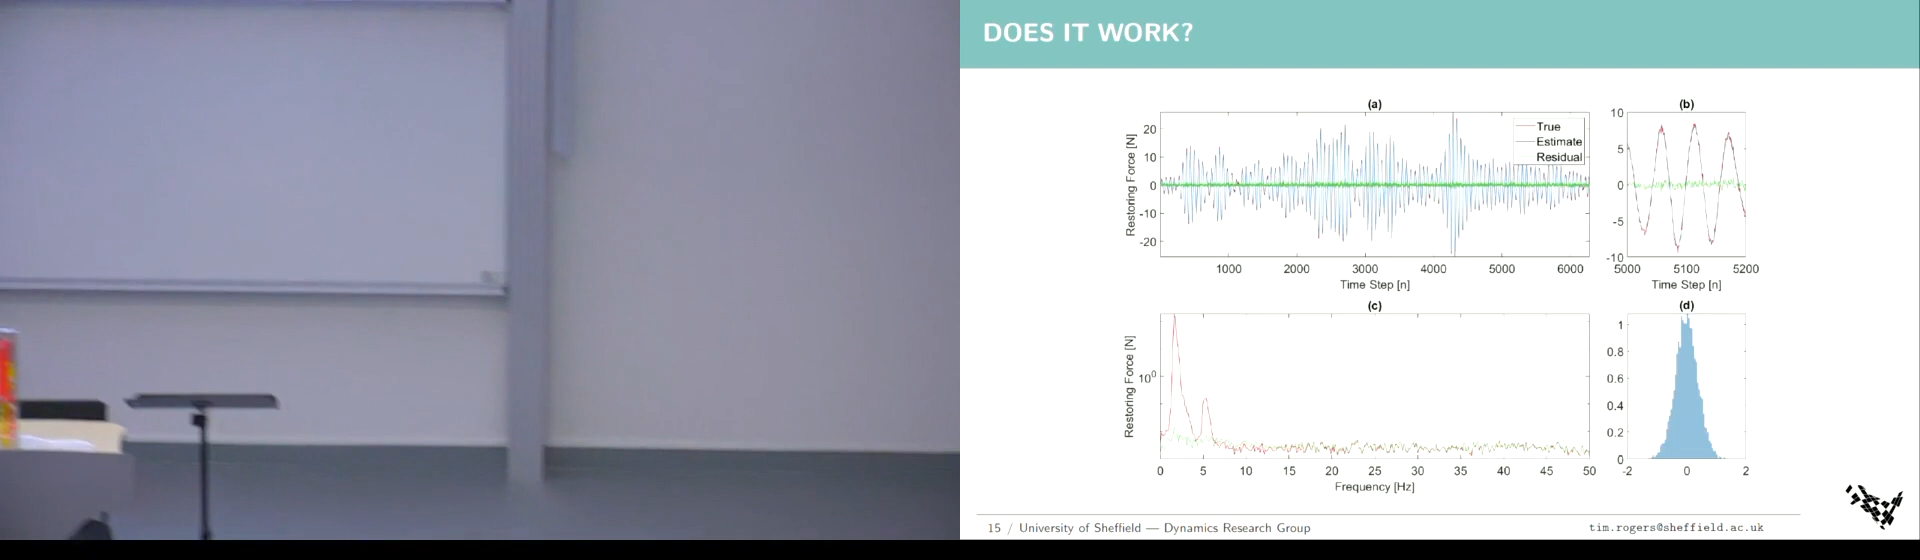 DOES IT WORK?
(a)
Restoring Force [N]
20
10
0
-10
-20
True
Estimate
Residual
1000 2000 3000 4000 5000 6000
Time Step [n]
(b)
10
5
0
-5
-10
5000 5100 5200
Time Step [n]
(c)
Restoring Force [N]
10⁰
0 5 10 15 20 25 30 35 40 45 50
Frequency [Hz]
(d)
1
0.8
0.6
0.4
0.2
0
-2 0 2
15 / University of Sheffield — Dynamics Research Group
tim.rogers@sheffield.ac.uk